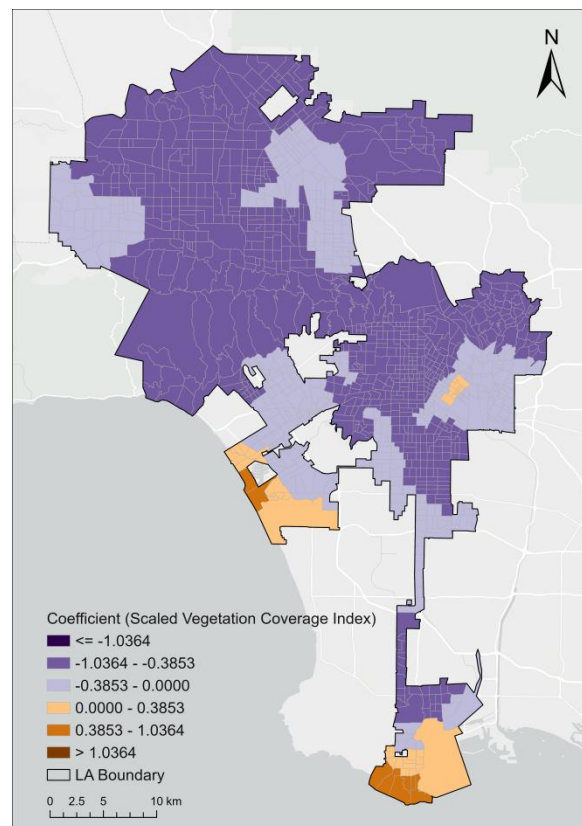 N
Coefficient (Scaled Vegetation Coverage Index)
<= -1.0364
-1.0364 - -0.3853
-0.3853 - 0.0000
0.0000 - 0.3853
0.3853 - 1.0364
> 1.0364
LA Boundary
0 2.5 5 10 km